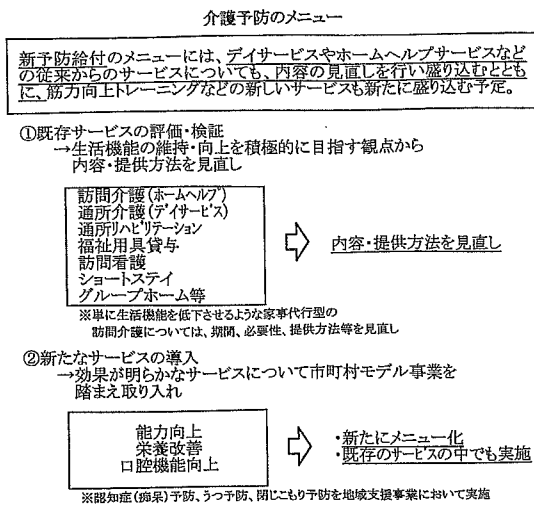 介護予防のメニュー
新予防給付のメニューには、デイサービスやホームヘルプサービスなど
の従来からのサービスについても、内容の見直しを行い盛り込むととも
に、筋力向上トレーニングなどの新しいサービスも新たに盛り込む予定。
①既存サービスの評価・検証
→生活機能の維持・向上を積極的に目指す観点から
内容・提供方法を見直し
訪問介護(ホームヘルプ)
通所介護(デイサービス)
通所リハビリテーション
福祉用具貸与
訪問看護
ショートステイ
グループホーム等
内容・提供方法を見直し
※単に生活機能を低下させるような家事代行型の
訪問介護については、期間、必要性、提供方法等を見直し
②新たなサービスの導入
→効果が明らかなサービスについて市町村モデル事業を
踏まえ取り入れ
能力向上
栄養改善
口腔機能向上
・新たにメニュー化
・既存のサービスの中でも実施
※認知症(痴呆)予防、うつ予防、閉じこもり予防を地域支援事業において実施